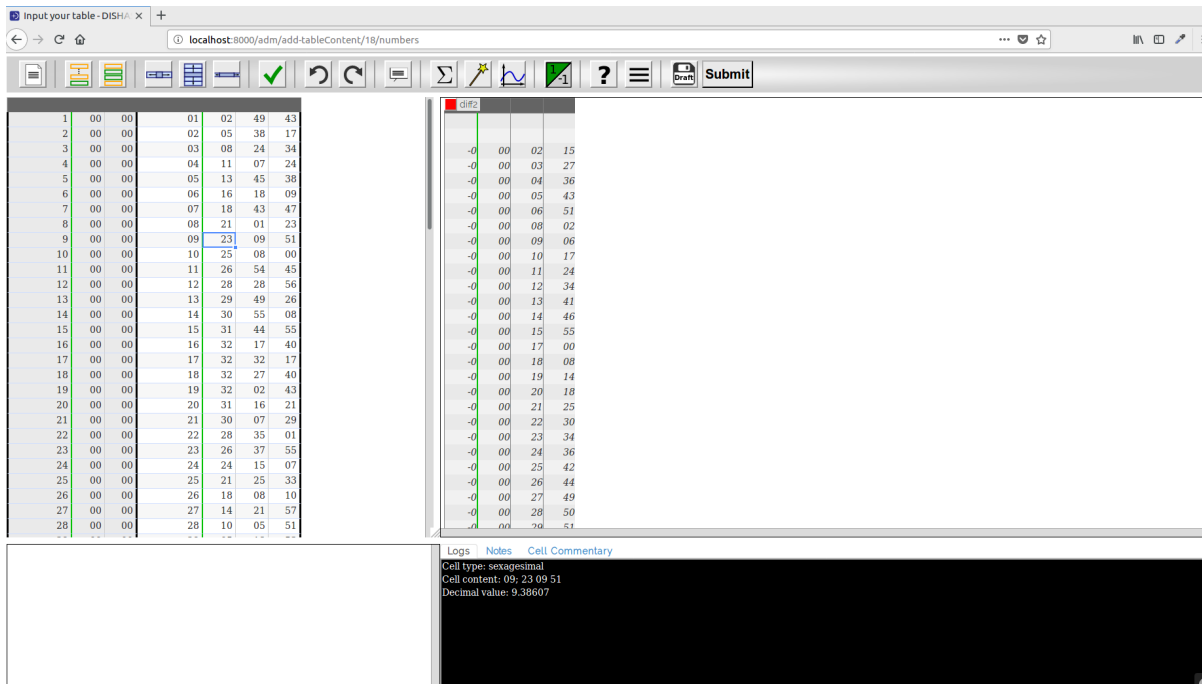 Input your table - DISHA
localhost:8000/adm/add-tableContent/18/numbers
Draft Submit
diff2
1 00 00 01 02 49 43
2 00 00 02 05 38 17
3 00 00 03 08 24 34 -0 00 02 15
4 00 00 04 11 07 24 -0 00 03 27
5 00 00 05 13 45 38 -0 00 04 36
6 00 00 06 16 18 09 -0 00 05 43
7 00 00 07 18 43 47 -0 00 06 51
8 00 00 08 21 01 23 -0 00 08 02
9 00 00 09 23 09 51 -0 00 09 06
10 00 00 10 25 08 00 -0 00 10 17
11 00 00 11 26 54 45 -0 00 11 24
12 00 00 12 28 28 56 -0 00 12 34
13 00 00 13 29 49 26 -0 00 13 41
14 00 00 14 30 55 08 -0 00 14 46
15 00 00 15 31 44 55 -0 00 15 55
16 00 00 16 32 17 40 -0 00 17 00
17 00 00 17 32 32 17 -0 00 18 08
18 00 00 18 32 27 40 -0 00 19 14
19 00 00 19 32 02 43 -0 00 20 18
20 00 00 20 31 16 21 -0 00 21 25
21 00 00 21 30 07 29 -0 00 22 30
22 00 00 22 28 35 01 -0 00 23 34
23 00 00 23 26 37 55 -0 00 24 36
24 00 00 24 24 15 07 -0 00 25 42
25 00 00 25 21 25 33 -0 00 26 44
26 00 00 26 18 08 10 -0 00 27 49
27 00 00 27 14 21 57 -0 00 28 50
28 00 00 28 10 05 51 -0 00 29 51
Logs Notes Cell Commentary
Cell type: sexagesimal
Cell content: 09; 23 09 51
Decimal value: 9.38607